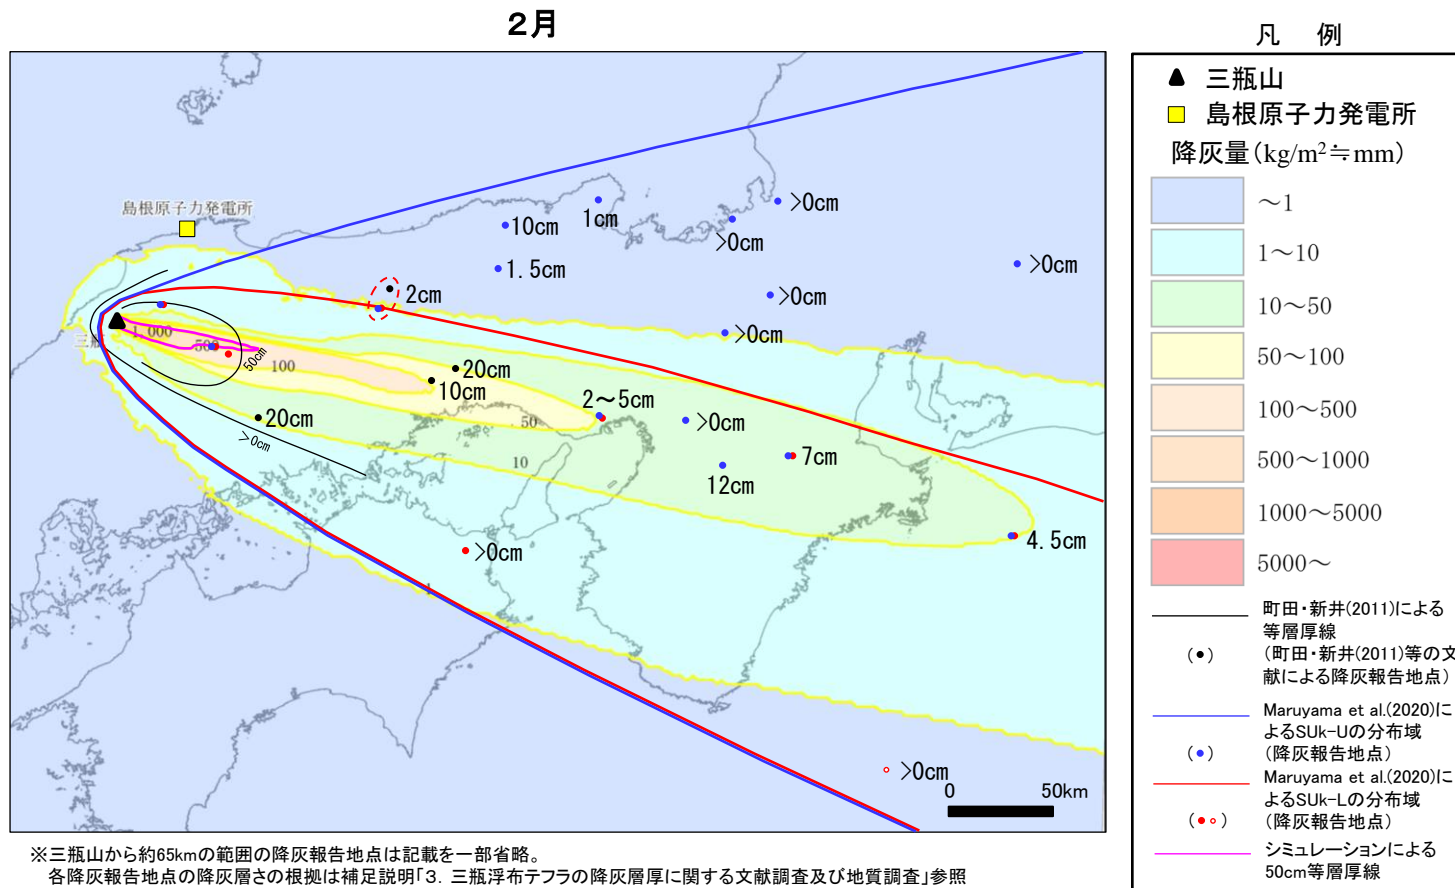 2月
島根原子力発電所
10cm
1cm
>0cm
>0cm
1.5cm
>0cm
2cm
>0cm
>0cm
三瓶
1,000
500
100
50cm
20cm
10cm
2～5cm
20cm
>0cm
50
>0cm
7cm
10
12cm
4.5cm
>0cm
1
>0cm
0 50km
※三瓶山から約65kmの範囲の降灰報告地点は記載を一部省略。
各降灰報告地点の降灰層さの根拠は補足説明「3．三瓶浮布テフラの降灰層厚に関する文献調査及び地質調査」参照
凡 例
三瓶山
島根原子力発電所
降灰量(kg/m²≒mm)
～1
1～10
10～50
50～100
100～500
500～1000
1000～5000
5000～
町田・新井(2011)による
等層厚線
(●) (町田・新井(2011)等の文
献による降灰報告地点)
Maruyama et al.(2020)に
よるSUk-Uの分布域
(●) (降灰報告地点)
Maruyama et al.(2020)に
よるSUk-Lの分布域
(●○) (降灰報告地点)
シミュレーションによる
50cm等層厚線